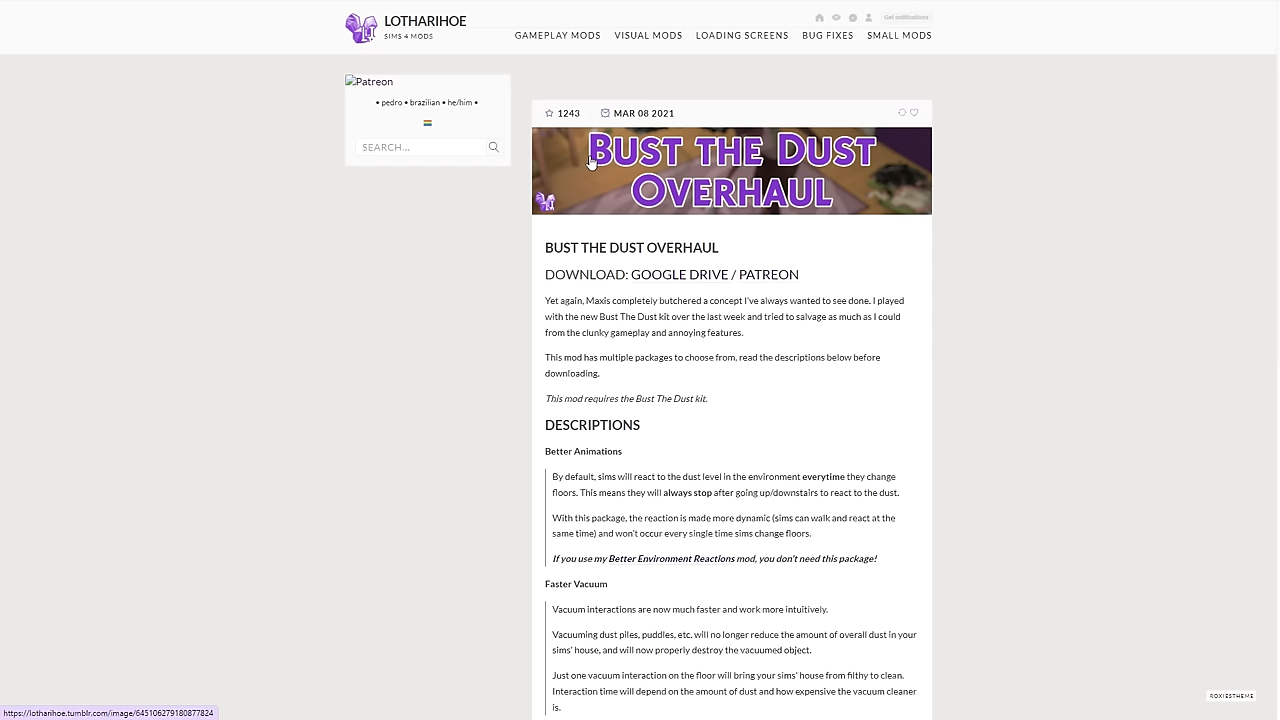 LOTHARIHOE
SIMS 4 MODS
Get notifications
GAMEPLAY MODS VISUAL MODS LOADING SCREENS BUG FIXES SMALL MODS
Patreon
• pedro • brazilian • he/him •
SEARCH...
1243 MAR 08 2021
BUST THE DUST
OVERHAUL
BUST THE DUST OVERHAUL
DOWNLOAD: GOOGLE DRIVE / PATREON
Yet again, Maxis completely butchered a concept I've always wanted to see done. I played
with the new Bust The Dust kit over the last week and tried to salvage as much as I could
from the clunky gameplay and annoying features.
This mod has multiple packages to choose from, read the descriptions below before
downloading.
This mod requires the Bust The Dust kit.
DESCRIPTIONS
Better Animations
By default, sims will react to the dust level in the environment everytime they change
floors. This means they will always stop after going up/downstairs to react to the dust.
With this package, the reaction is made more dynamic (sims can walk and react at the
same time) and won't occur every single time sims change floors.
If you use my Better Environment Reactions mod, you don't need this package!
Faster Vacuum
Vacuum interactions are now much faster and work more intuitively.
Vacuuming dust piles, puddles, etc. will no longer reduce the amount of overall dust in your
sims' house, and will now properly destroy the vacuumed object.
Just one vacuum interaction on the floor will bring your sims' house from filthy to clean.
Interaction time will depend on the amount of dust and how expensive the vacuum cleaner
is.
ROXIESTHEME
https://lotharihoe.tumblr.com/image/645106279180877824